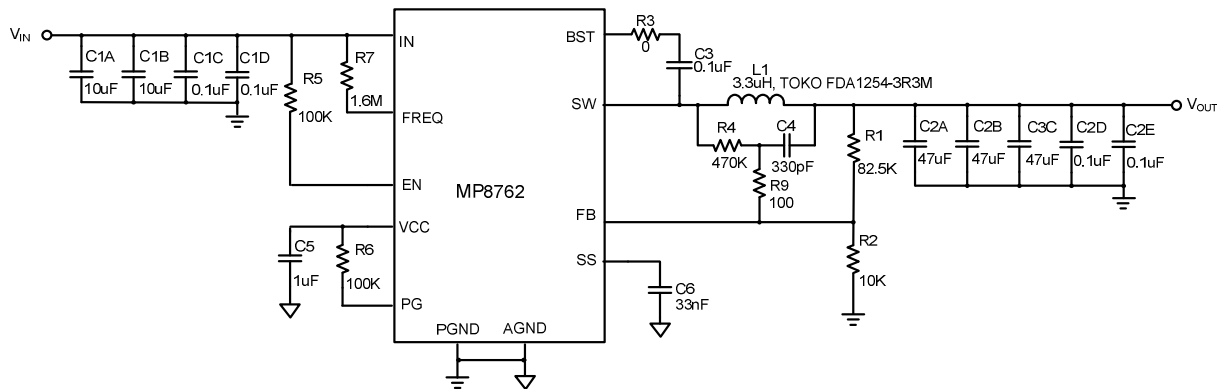 VIN
C1A
10uF
C1B
10uF
C1C
0.1uF
C1D
0.1uF
R5
100K
R7
1.6M
IN
FREQ
EN
VCC
PG
C5
1uF
R6
100K
MP8762
PGND
AGND
BST
SW
FB
SS
R3
0
C3
0.1uF
L1
3.3uH, TOKO FDA1254-3R3M
R4
470K
C4
330pF
R9
100
R1
82.5K
R2
10K
C6
33nF
C2A
47uF
C2B
47uF
C3C
47uF
C2D
0.1uF
C2E
0.1uF
VOUT